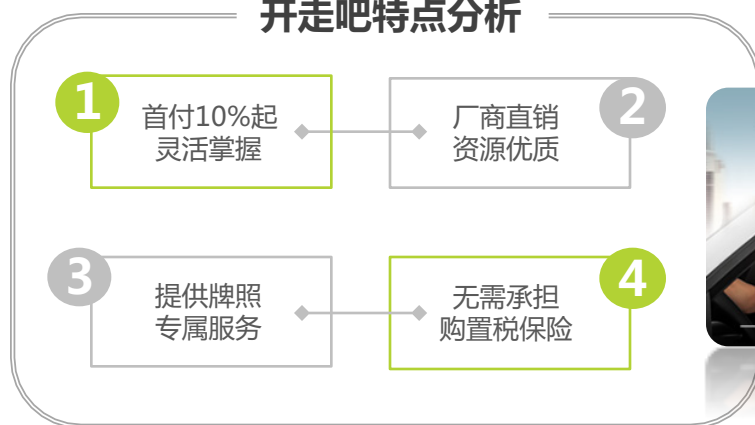 开走吧特点分析
1
首付10%起
灵活掌握
2
厂商直销
资源优质
3
提供牌照
专属服务
4
无需承担
购置税保险